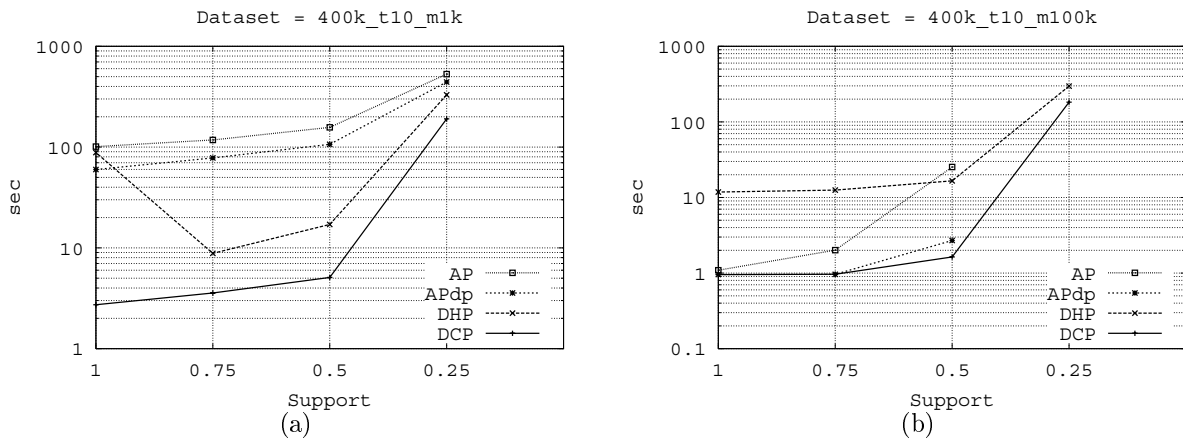 Dataset = 400k_t10_m1k
1000
100
10
1
sec
1
0.75
0.5
0.25
Support
AP
APdp
DHP
DCP
(a)
Dataset = 400k_t10_m100k
1000
100
10
1
0.1
sec
1
0.75
0.5
0.25
Support
AP
APdp
DHP
DCP
(b)